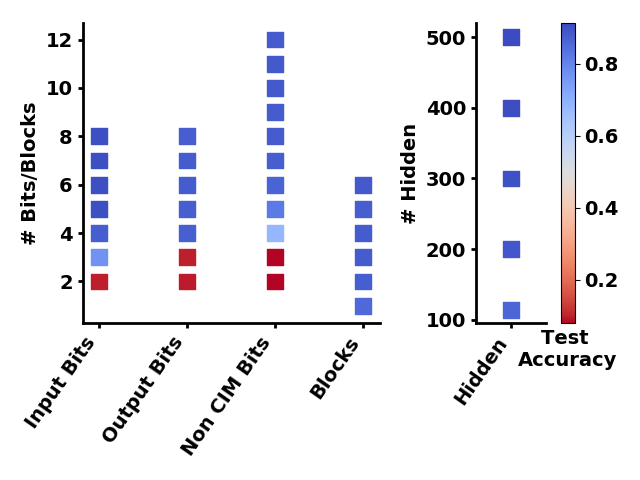 # Bits/Blocks
12
10
8
6
4
2
Input Bits
Output Bits
Non CIM Bits
Blocks
# Hidden
500
400
300
200
100
Hidden
0.8
0.6
0.4
0.2
Test
Accuracy